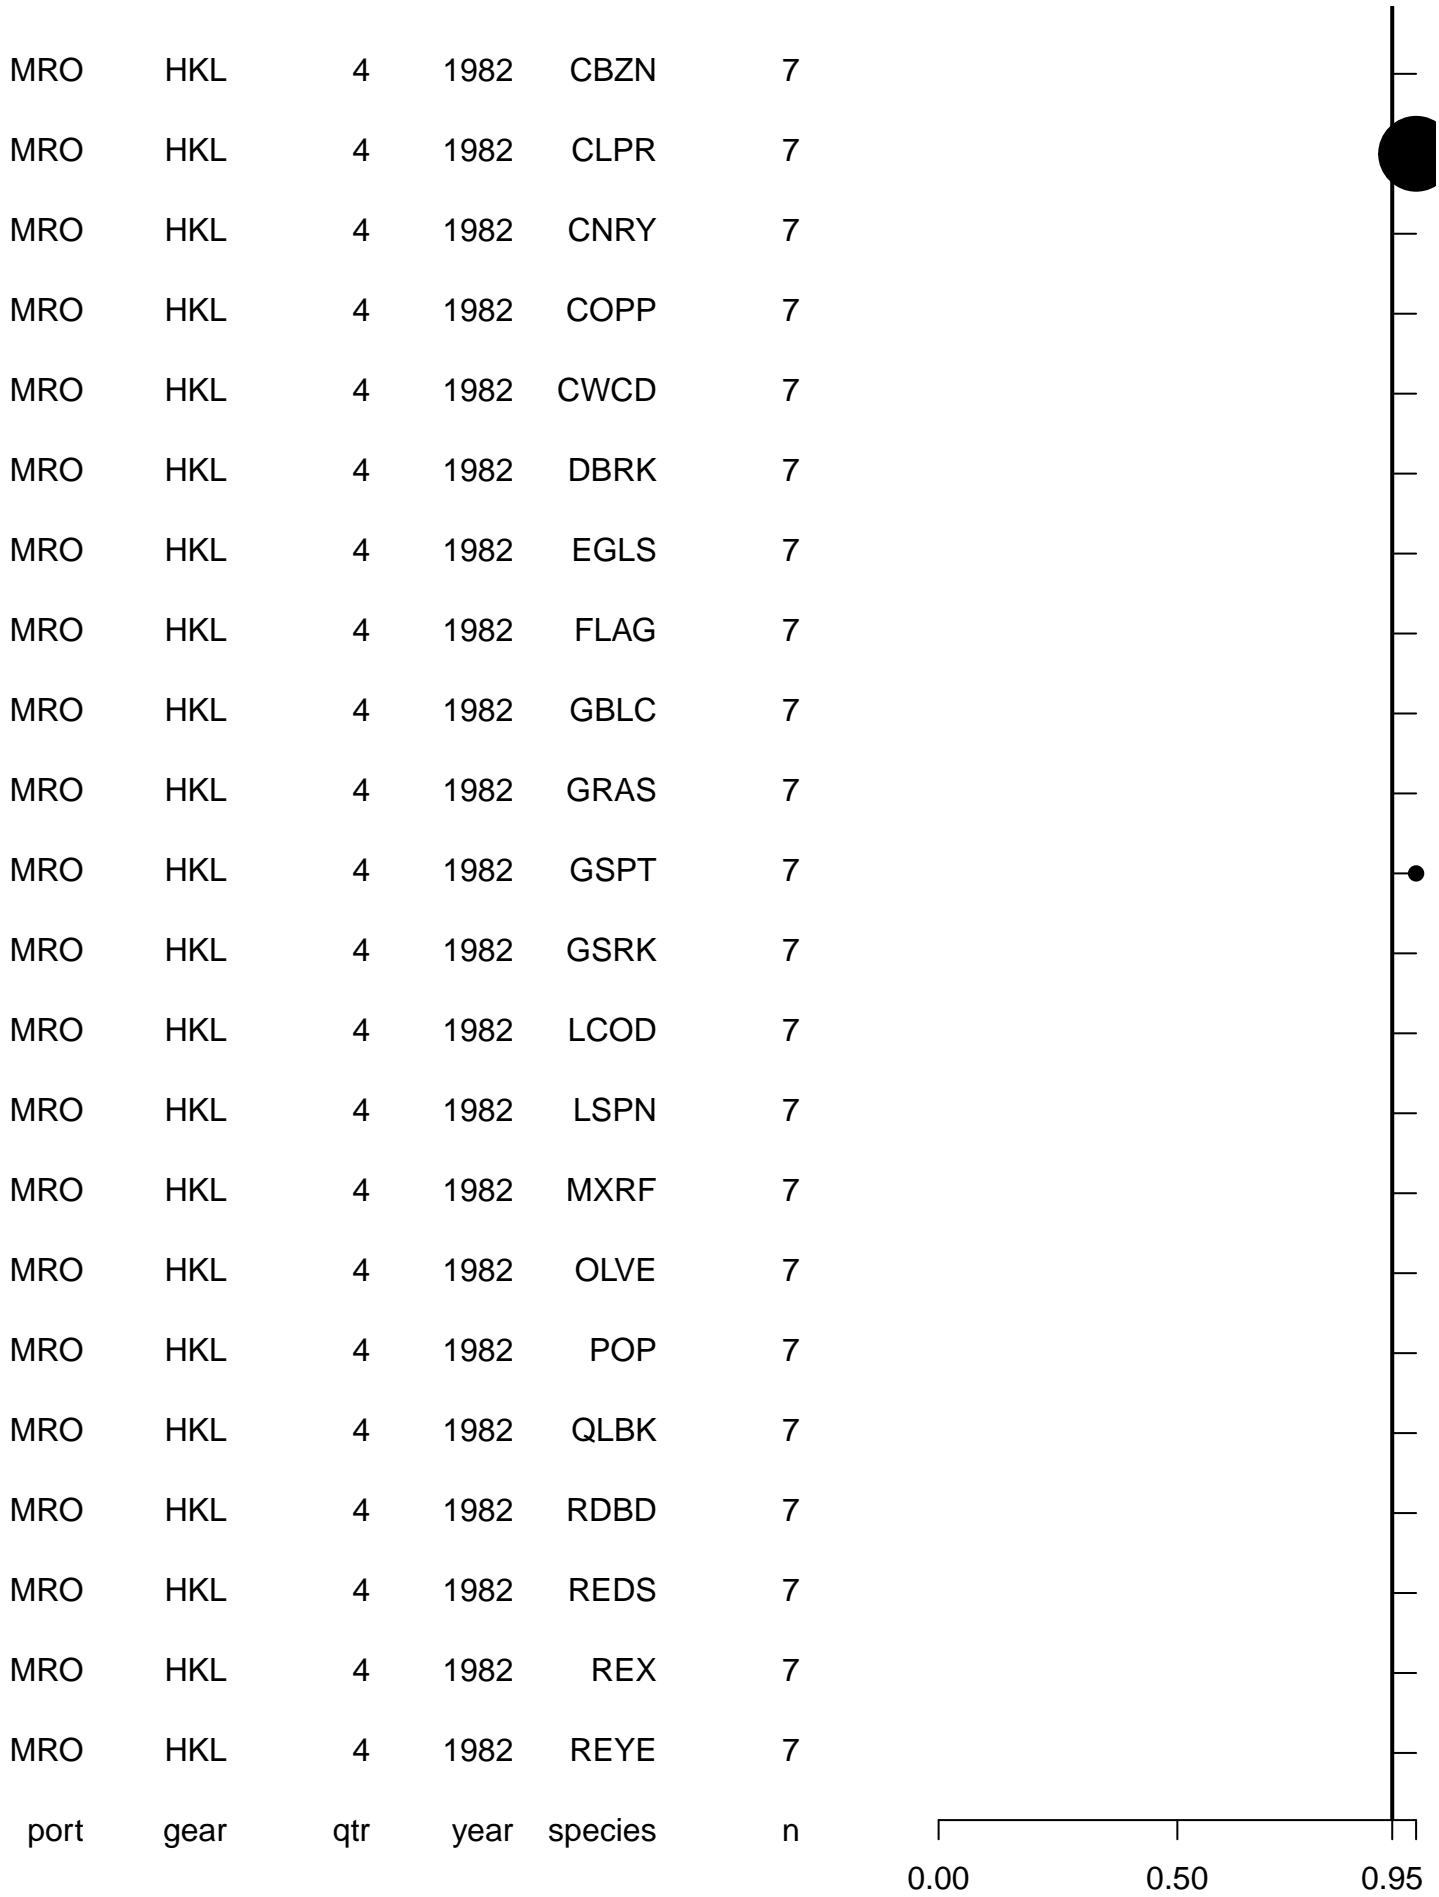 MRO HKL 4 1982 CBZN 7
MRO HKL 4 1982 CLPR 7
MRO HKL 4 1982 CNRY 7
MRO HKL 4 1982 COPP 7
MRO HKL 4 1982 CWCD 7
MRO HKL 4 1982 DBRK 7
MRO HKL 4 1982 EGLS 7
MRO HKL 4 1982 FLAG 7
MRO HKL 4 1982 GBLC 7
MRO HKL 4 1982 GRAS 7
MRO HKL 4 1982 GSPT 7
MRO HKL 4 1982 GSRK 7
MRO HKL 4 1982 LCOD 7
MRO HKL 4 1982 LSPN 7
MRO HKL 4 1982 MXRF 7
MRO HKL 4 1982 OLVE 7
MRO HKL 4 1982 POP 7
MRO HKL 4 1982 QLBK 7
MRO HKL 4 1982 RDBD 7
MRO HKL 4 1982 REDS 7
MRO HKL 4 1982 REX 7
MRO HKL 4 1982 REYE 7
port gear qtr year species n
0.00 0.50 0.95